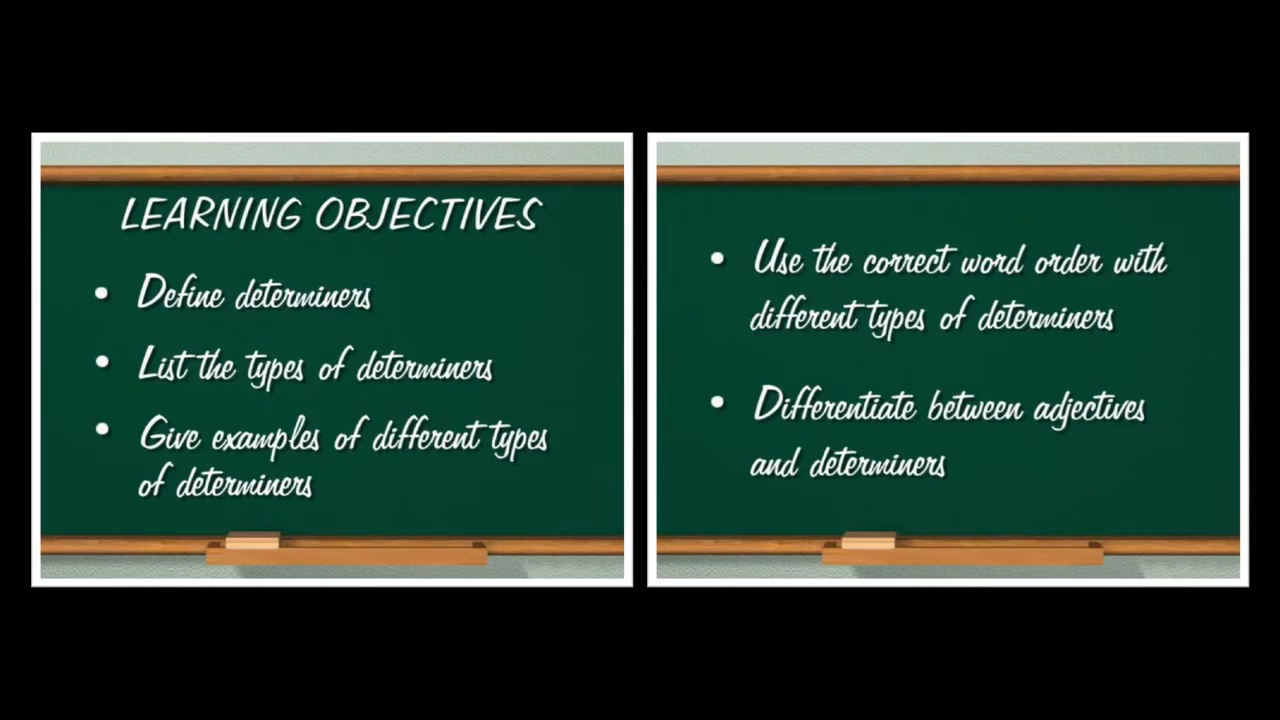 LEARNING OBJECTIVES
• Define determiners
• List the types of determiners
• Give examples of different types
of determiners
• Use the correct word order with
different types of determiners
• Differentiate between adjectives
and determiners